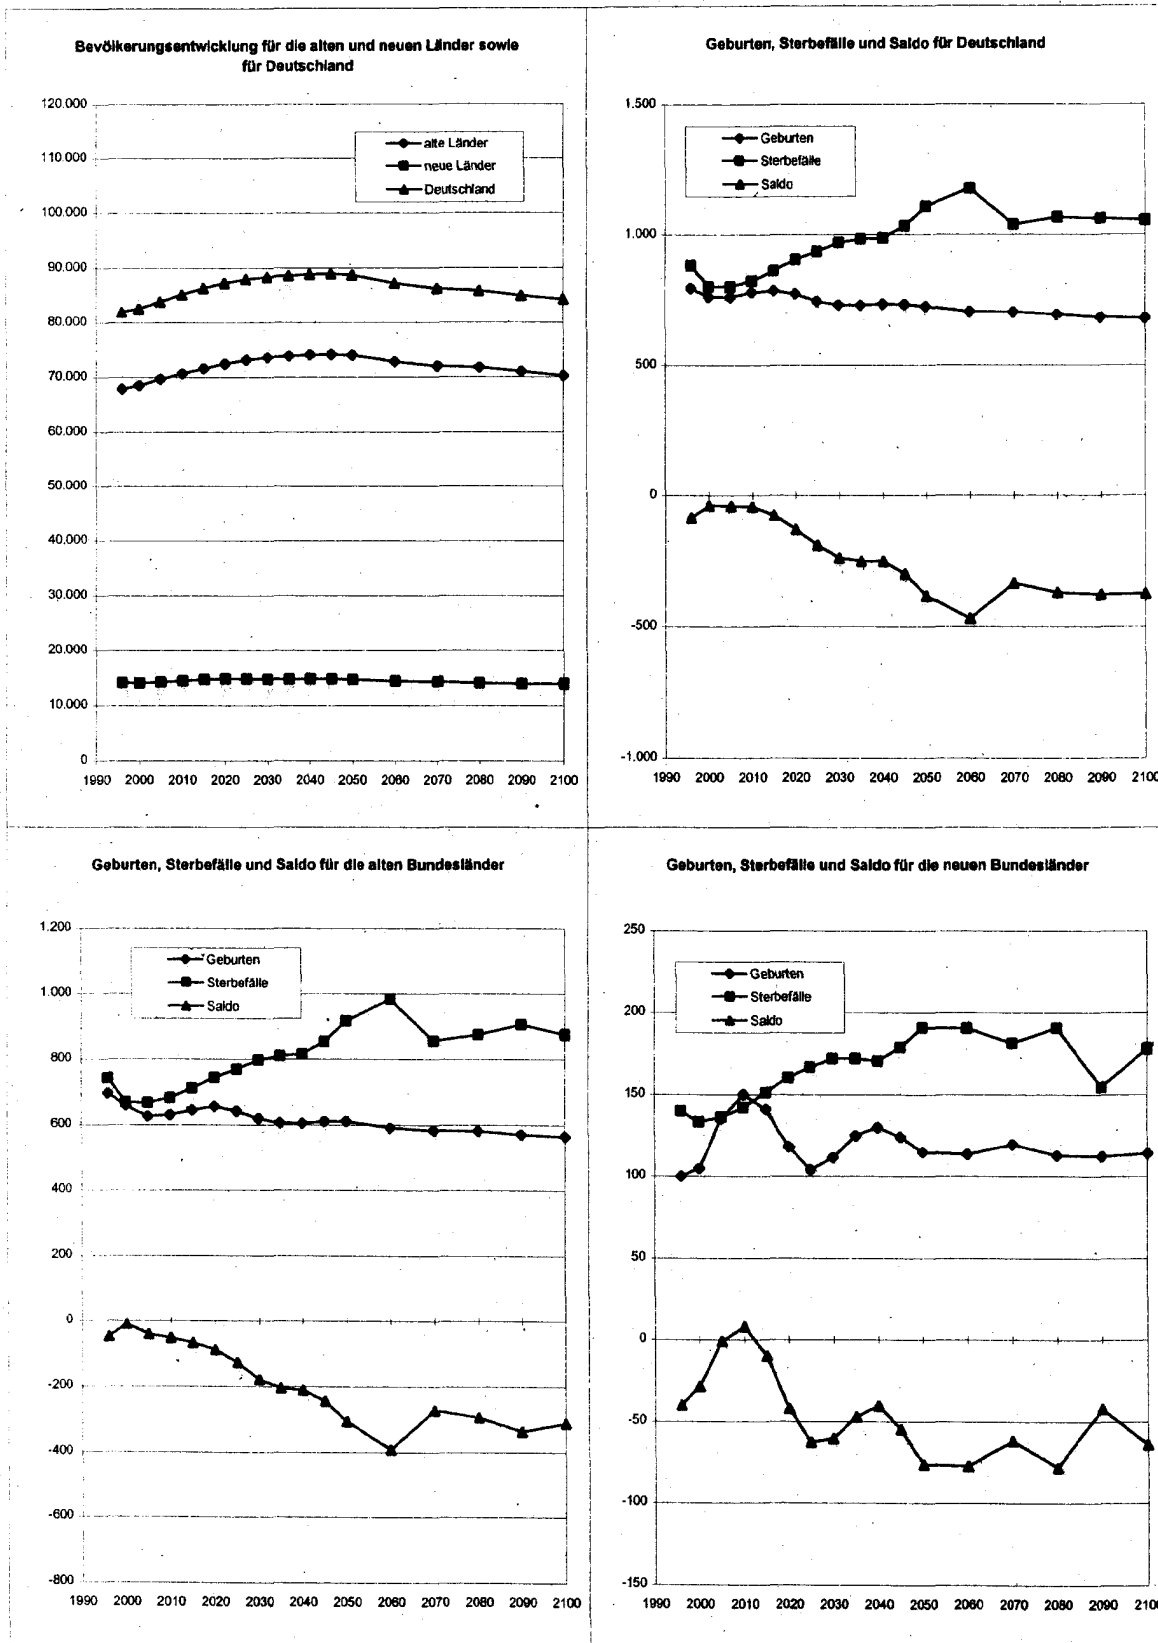 Bevölkerungsentwicklung für die alten und neuen Länder sowie
für Deutschland
120.000
110.000
100.000
90.000
80.000
70.000
60.000
50.000
40.000
30.000
20.000
10.000
0
alte Länder
neue Länder
Deutschland
1990 2000 2010 2020 2030 2040 2050 2060 2070 2080 2090 2100
Geburten, Sterbefälle und Saldo für Deutschland
1.500
1.000
500
0
-500
-1.000
Geburten
Sterbefälle
Saldo
1990 2000 2010 2020 2030 2040 2050 2060 2070 2080 2090 2100
Geburten, Sterbefälle und Saldo für die alten Bundesländer
1.200
1.000
800
600
400
200
0
-200
-400
-600
-800
Geburten
Sterbefälle
Saldo
1990 2000 2010 2020 2030 2040 2050 2060 2070 2080 2090 2100
Geburten, Sterbefälle und Saldo für die neuen Bundesländer
250
200
150
100
50
0
-50
-100
-150
Geburten
Sterbefälle
Saldo
1990 2000 2010 2020 2030 2040 2050 2060 2070 2080 2090 2100